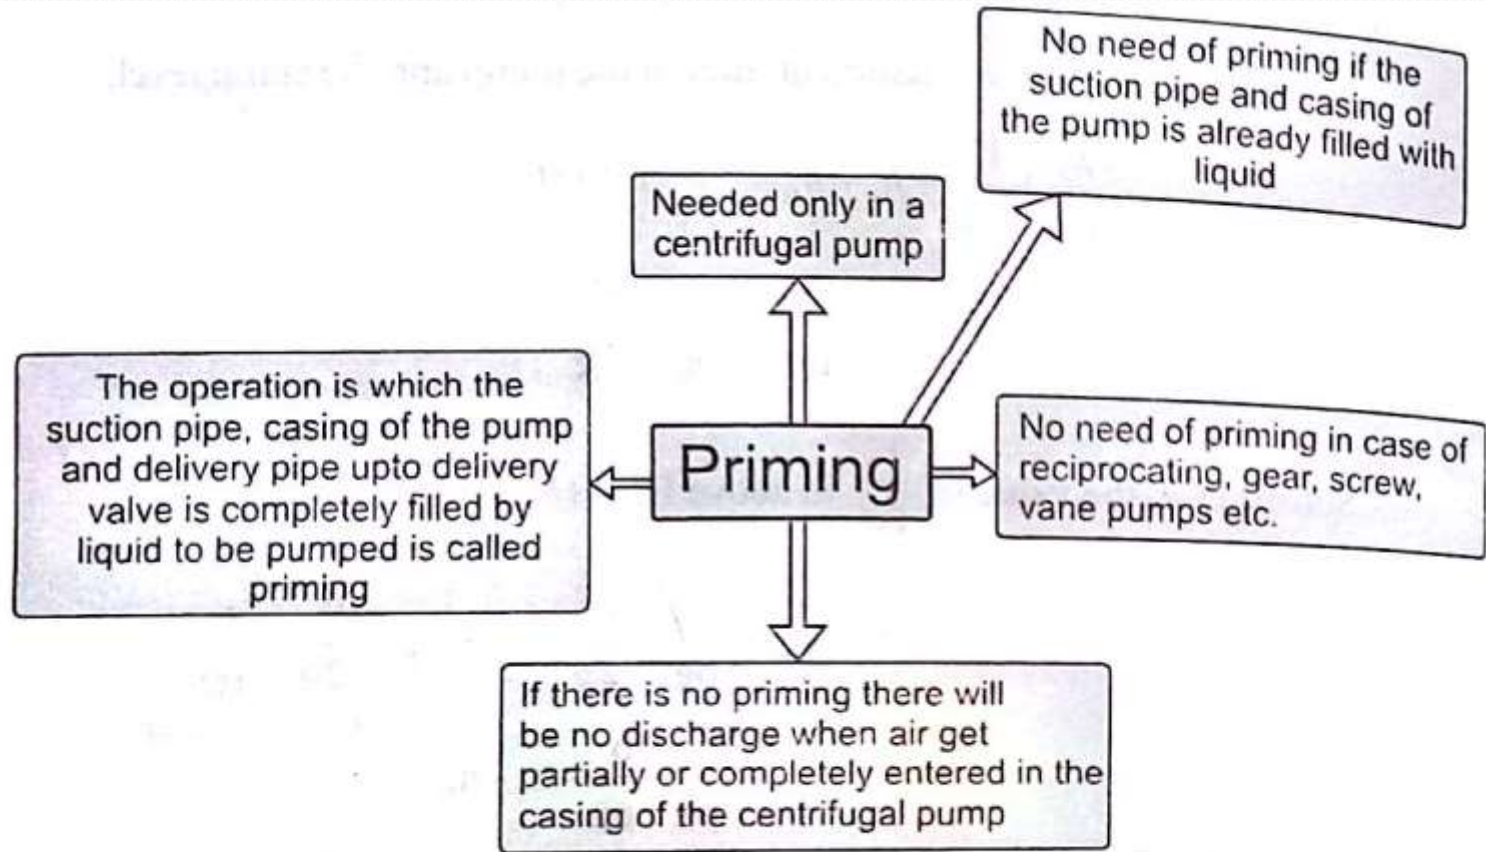 No need of priming if the
suction pipe and casing of
the pump is already filled with
liquid
Needed only in a
centrifugal pump
The operation is which the
suction pipe, casing of the pump
and delivery pipe upto delivery
valve is completely filled by
liquid to be pumped is called
priming
Priming
No need of priming in case of
reciprocating, gear, screw,
vane pumps etc.
If there is no priming there will
be no discharge when air get
partially or completely entered in the
casing of the centrifugal pump